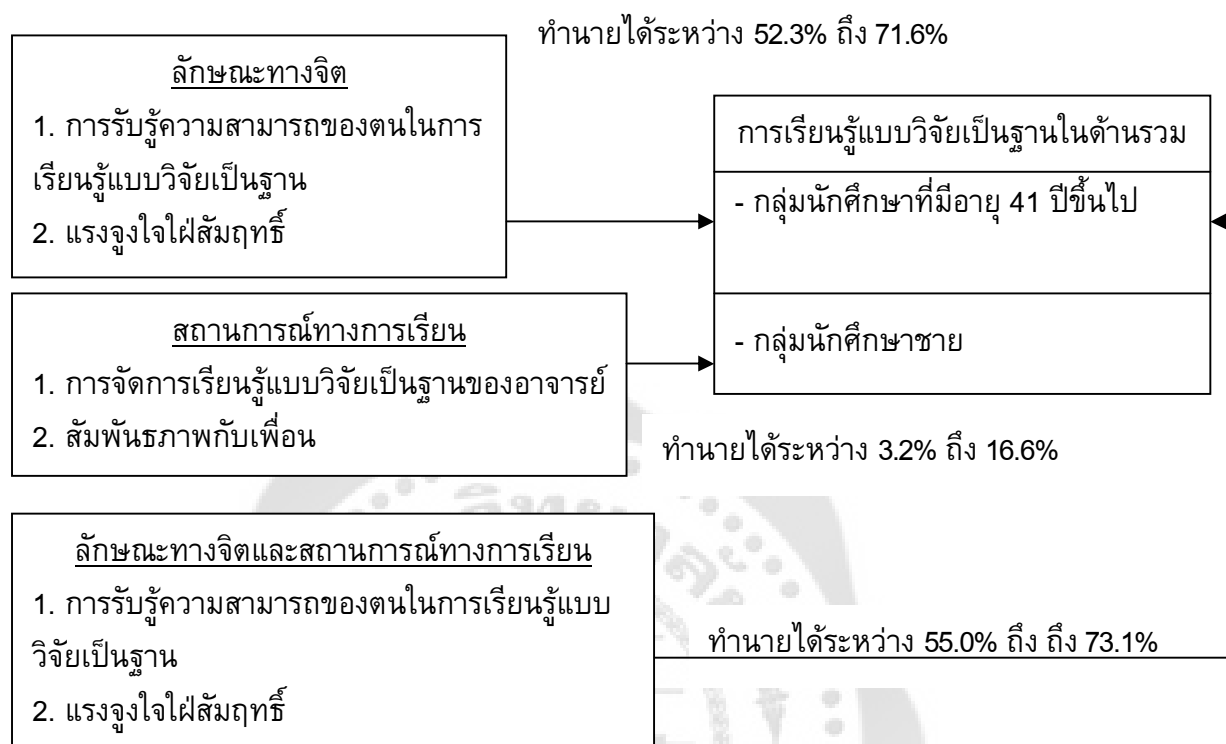 ทำนายได้ระหว่าง 52.3% ถึง 71.6%
ลักษณะทางจิต
1. การรับรู้ความสามารถของตนในการ
เรียนรู้แบบวิจัยเป็นฐาน
2. แรงจูงใจใฝ่สัมฤทธิ์
การเรียนรู้แบบวิจัยเป็นฐานในด้านรวม
- กลุ่มนักศึกษาที่มีอายุ 41 ปีขึ้นไป
- กลุ่มนักศึกษาชาย
สถานการณ์ทางการเรียน
1. การจัดการเรียนรู้แบบวิจัยเป็นฐานของอาจารย์
2. สัมพันธภาพกับเพื่อน
ทำนายได้ระหว่าง 3.2% ถึง 16.6%
ลักษณะทางจิตและสถานการณ์ทางการเรียน
1. การรับรู้ความสามารถของตนในการเรียนรู้แบบ
วิจัยเป็นฐาน
2. แรงจูงใจใฝ่สัมฤทธิ์
ทำนายได้ระหว่าง 55.0% ถึง ถึง 73.1%